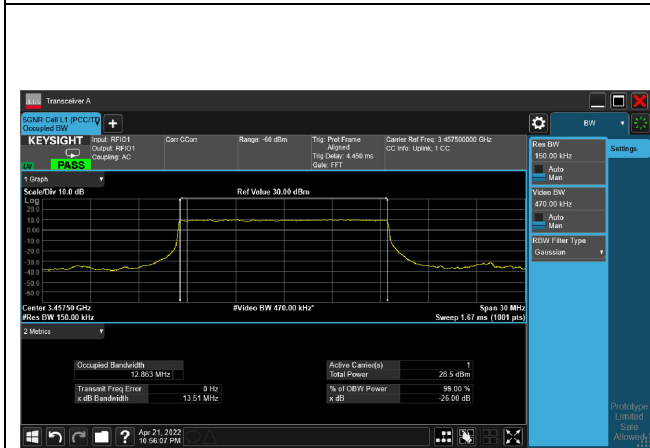 Transceiver A
5GNR Cell L1 (PCC/TD
Occupied BW
KEYSIGHT
PASS
Input: RFIO1
Output: RFIO1
Coupling: AC
Corr CCorr
Range: -60 dBm
Trig: Prot Frame
Aligned
Trig Delay: 4.450 ms
Gate: FFT
Carrier Ref Freq: 3.457500000 GHz
CC Info: Uplink, 1 CC
BW
Settings
Res BW
150.00 kHz
Auto
Man
Video BW
470.00 kHz
Auto
Man
RBW Filter Type
Gaussian
1 Graph
Scale/Div 10.0 dB
Ref Value 30.00 dBm
Log
20.0
10.0
0.00
-10.0
-20.0
-30.0
-40.0
-50.0
-60.0
Center 3.45750 GHz
#Video BW 470.00 kHz*
Span 30 MHz
#Res BW 150.00 kHz
Sweep 1.67 ms (1001 pts)
2 Metrics
Occupied Bandwidth
12.863 MHz
Transmit Freq Error 0 Hz
x dB Bandwidth 13.51 MHz
Active Carrier(s) 1
Total Power 28.5 dBm
% of OBW Power 99.00 %
x dB -26.00 dB
Prototype
Limited
Sale
Allowed
Apr 21, 2022
10:56:07 PM